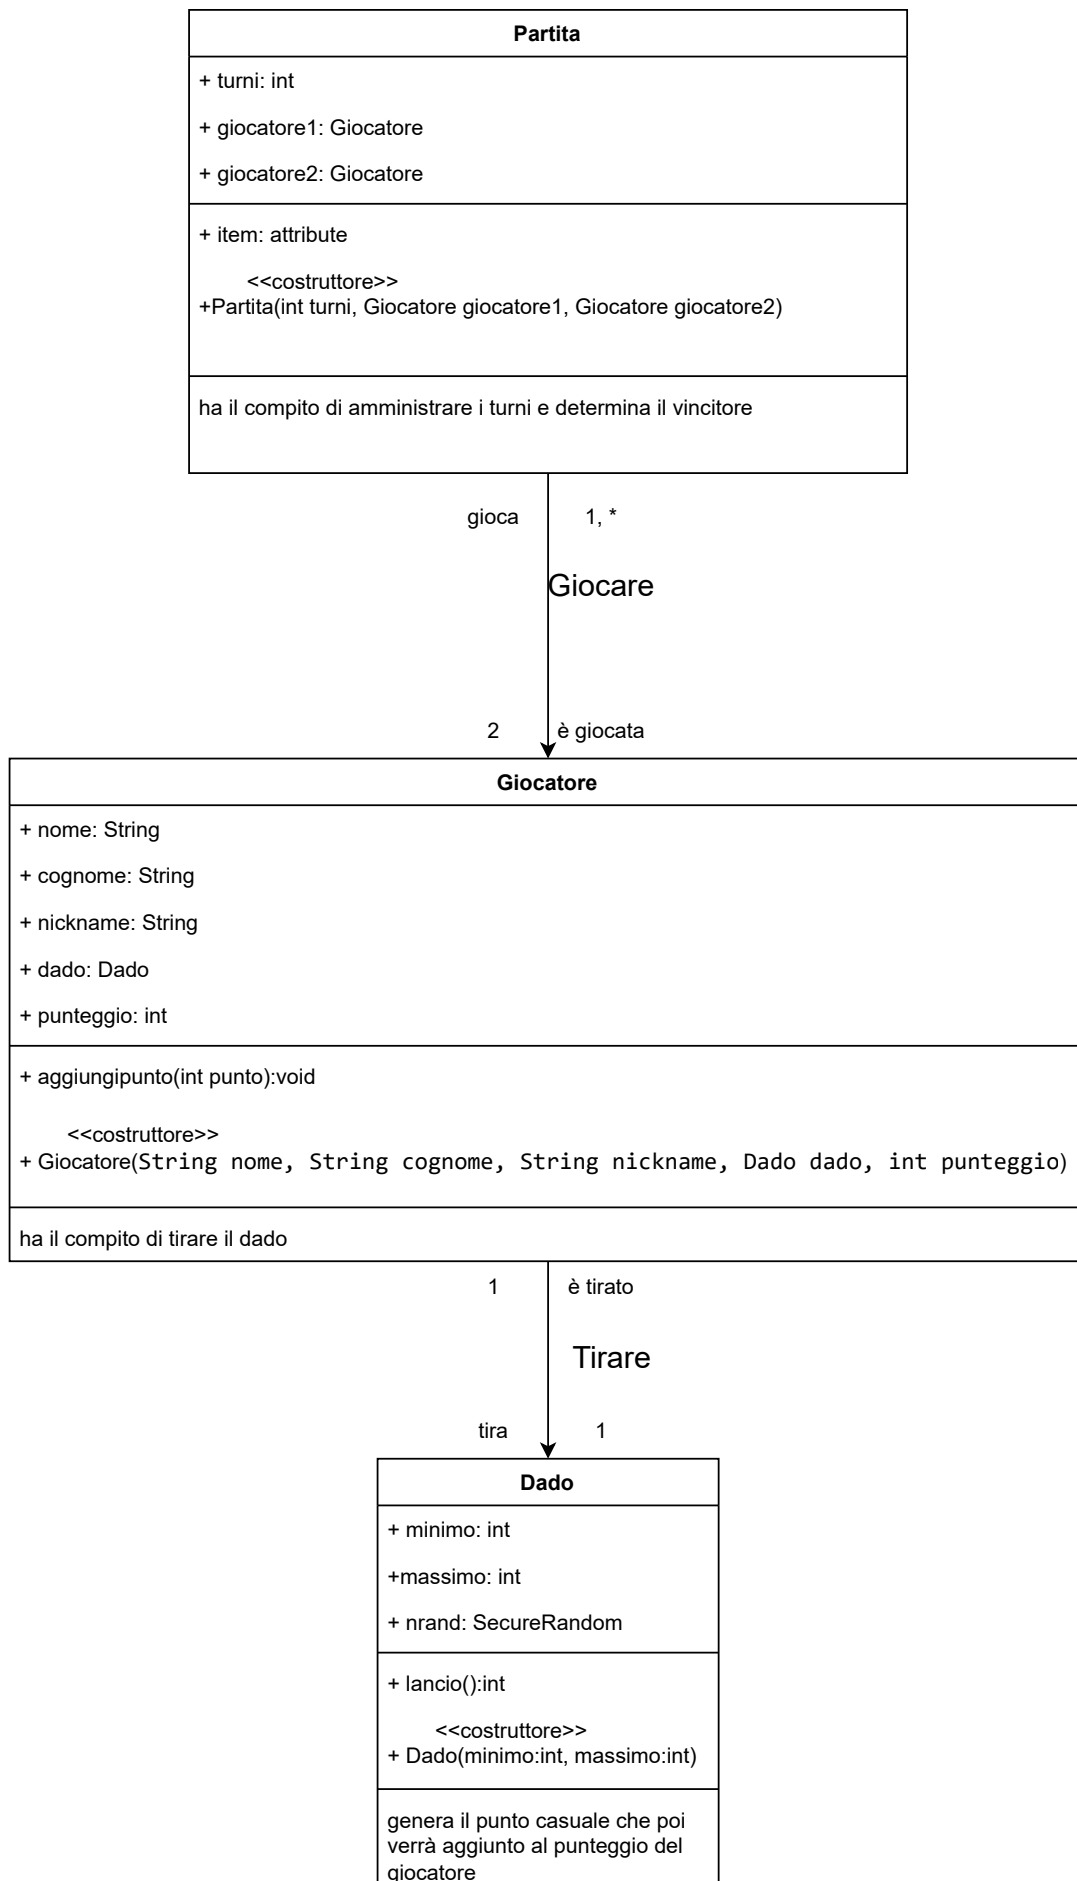 Partita
+ turni: int
+ giocatore1: Giocatore
+ giocatore2: Giocatore
+ item: attribute
<<costruttore>>
+Partita(int turni, Giocatore giocatore1, Giocatore giocatore2)
ha il compito di amministrare i turni e determina il vincitore
gioca 1, *
Giocare
2 è giocata
Giocatore
+ nome: String
+ cognome: String
+ nickname: String
+ dado: Dado
+ punteggio: int
+ aggiungipunto(int punto):void
<<costruttore>>
+ Giocatore(String nome, String cognome, String nickname, Dado dado, int punteggio)
ha il compito di tirare il dado
1 è tirato
Tirare
tira 1
Dado
+ minimo: int
+massimo: int
+ nrand: SecureRandom
+ lancio():int
<<costruttore>>
+ Dado(minimo:int, massimo:int)
genera il punto casuale che poi
verrà aggiunto al punteggio del
giocatore